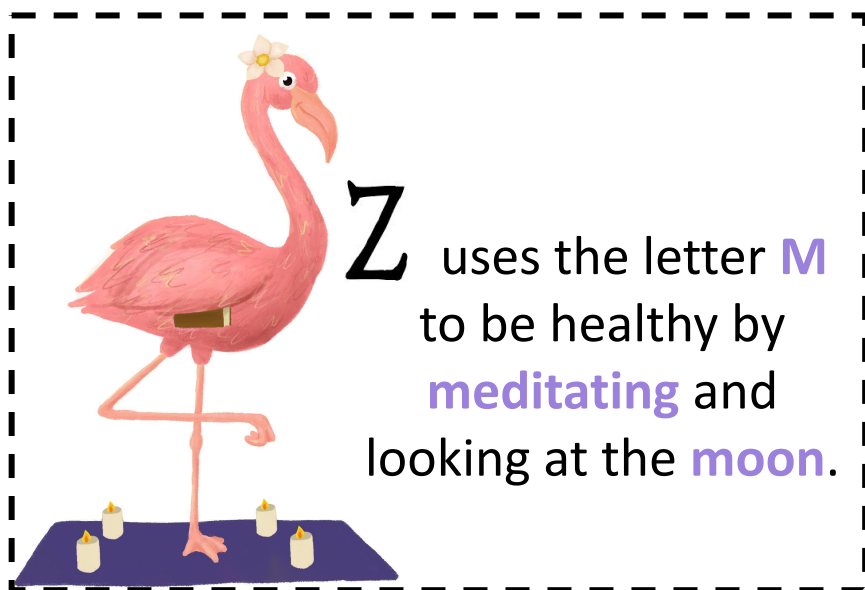 Z uses the letter M
to be healthy by
meditating and
looking at the moon.